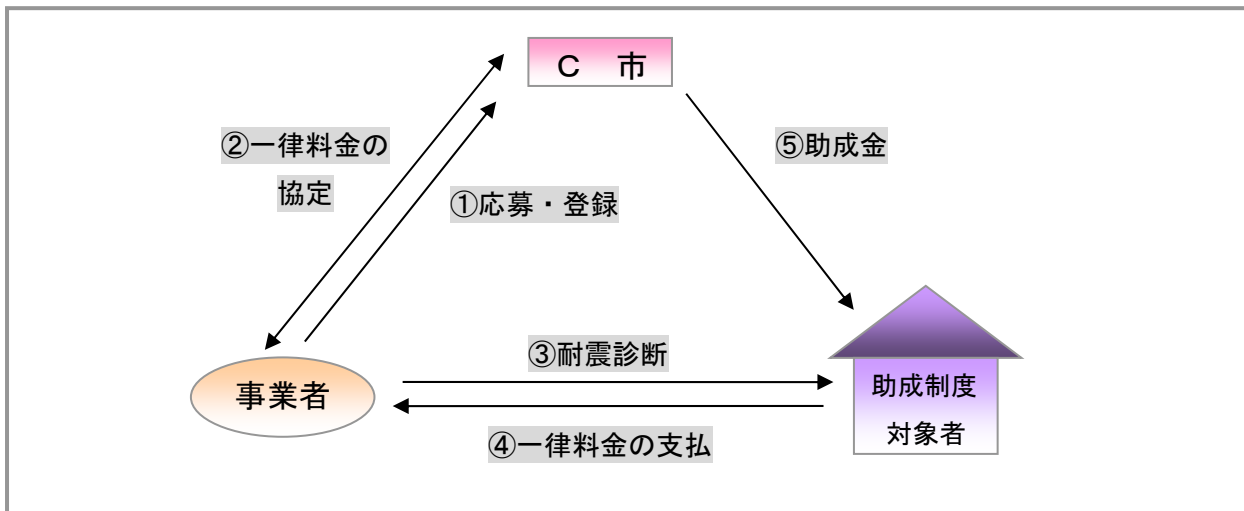 Ｃ　市
②一律料金の
協定
①応募・登録
⑤助成金
③耐震診断
事業者
④一律料金の支払
助成制度
対象者